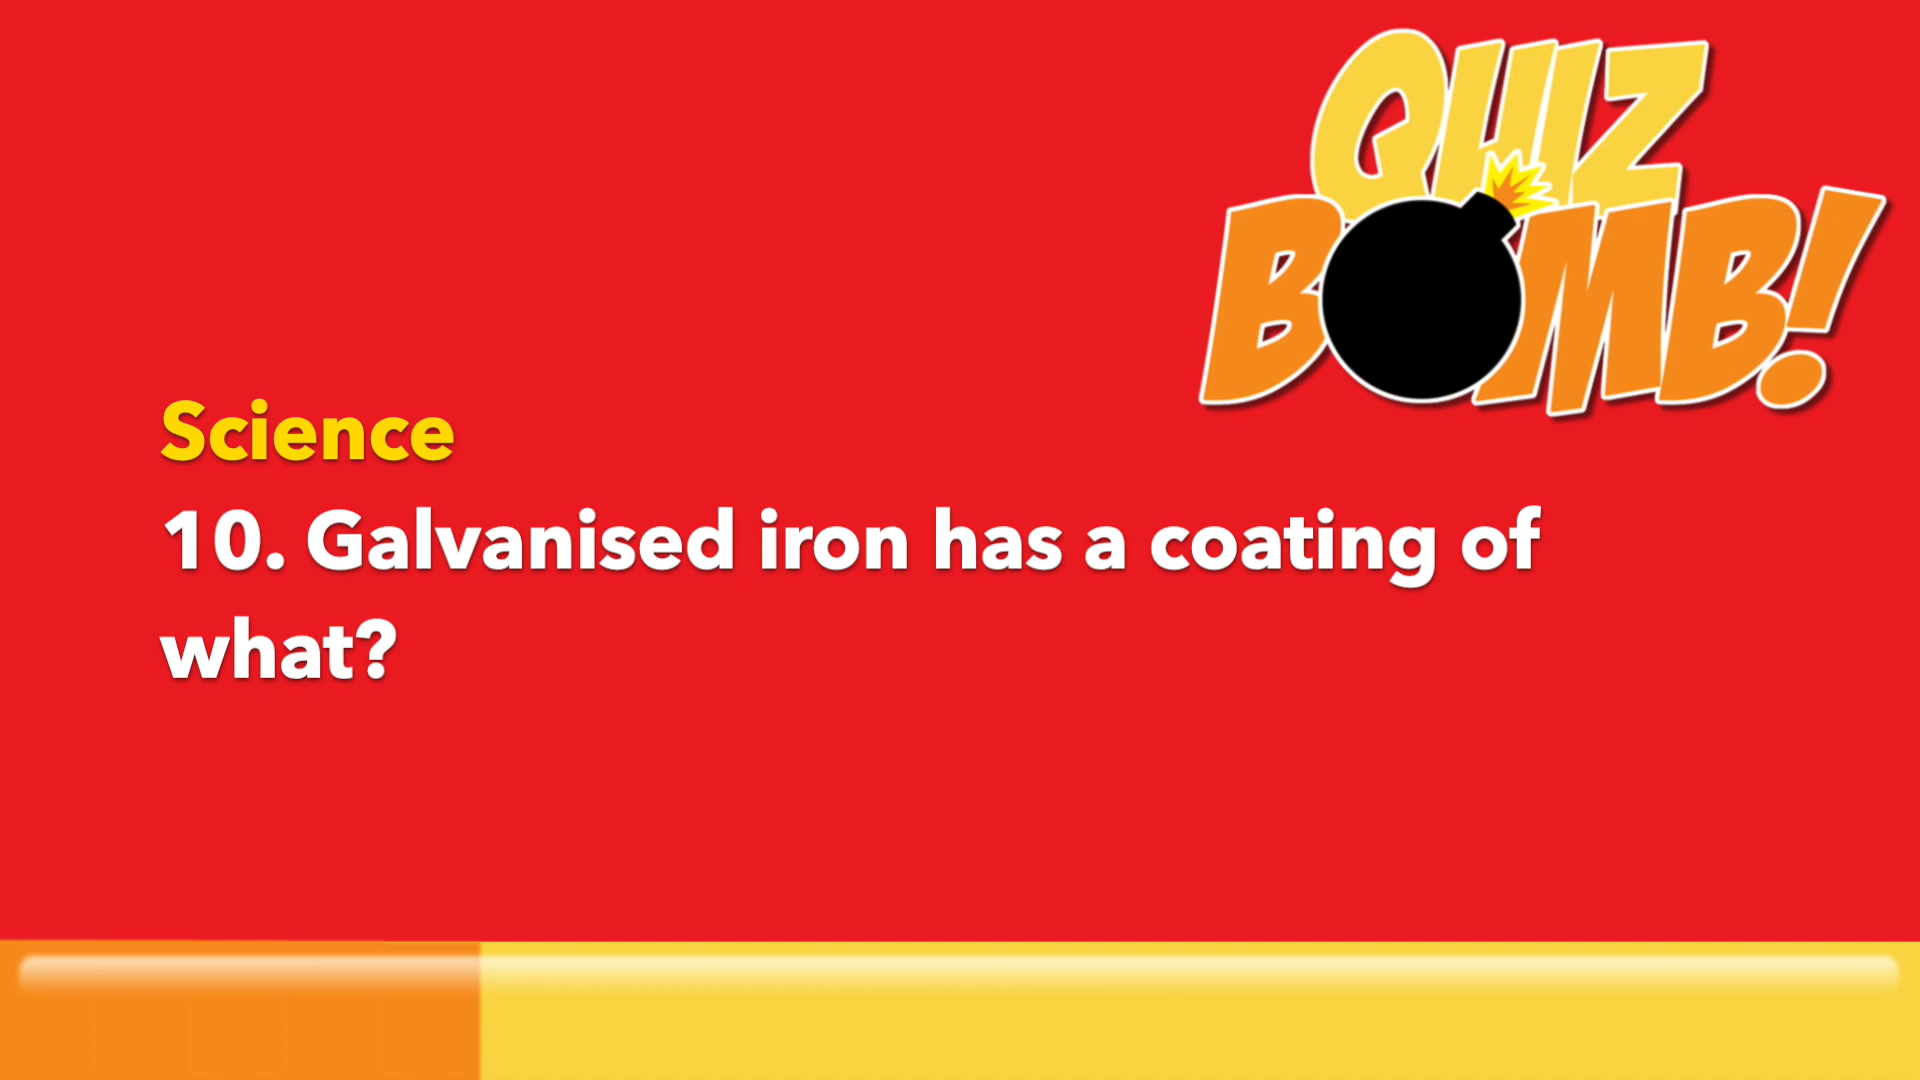 QUIZ
BOMB!
Science
10. Galvanised iron has a coating of
what?